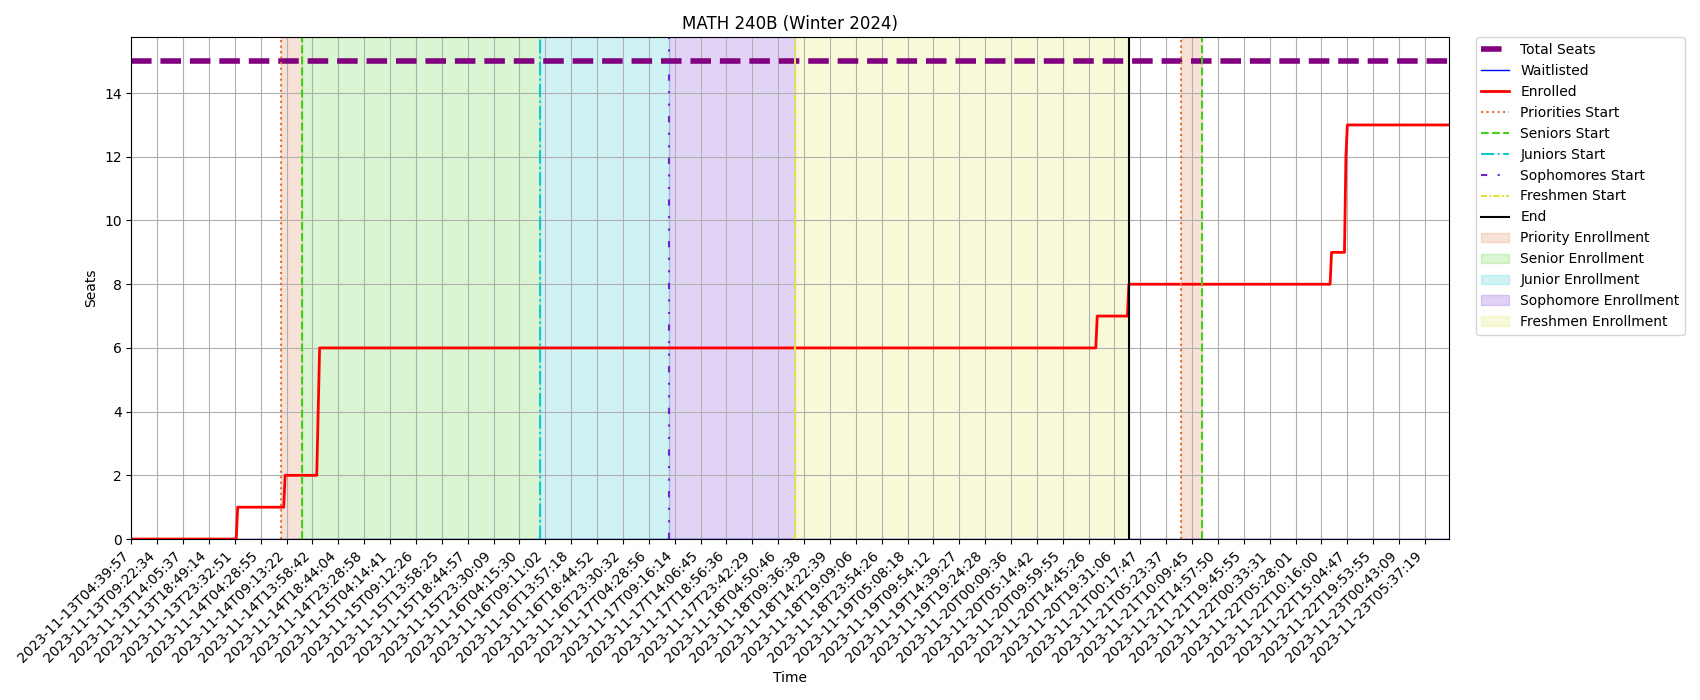 MATH 240B (Winter 2024)
Seats
14
12
10
8
6
4
2
0
2023-11-13T04:39:57
2023-11-13T09:22:34
2023-11-13T14:05:37
2023-11-13T18:49:14
2023-11-13T23:32:51
2023-11-14T04:28:55
2023-11-14T09:13:22
2023-11-14T13:58:42
2023-11-14T18:44:04
2023-11-14T23:28:58
2023-11-15T04:14:41
2023-11-15T09:12:26
2023-11-15T13:58:25
2023-11-15T18:44:57
2023-11-15T23:30:09
2023-11-16T04:15:30
2023-11-16T09:11:02
2023-11-16T13:57:18
2023-11-16T18:44:52
2023-11-16T23:30:32
2023-11-17T04:28:56
2023-11-17T09:16:14
2023-11-17T14:06:45
2023-11-17T18:56:36
2023-11-17T23:42:29
2023-11-18T04:50:46
2023-11-18T09:36:38
2023-11-18T14:22:39
2023-11-18T19:09:06
2023-11-18T23:54:26
2023-11-19T05:08:18
2023-11-19T09:54:12
2023-11-19T14:39:27
2023-11-19T19:24:28
2023-11-20T00:09:36
2023-11-20T05:14:42
2023-11-20T09:59:55
2023-11-20T14:45:26
2023-11-20T19:31:06
2023-11-21T00:17:47
2023-11-21T05:23:37
2023-11-21T10:09:45
2023-11-21T14:57:50
2023-11-21T19:45:55
2023-11-22T00:33:31
2023-11-22T05:28:01
2023-11-22T10:16:00
2023-11-22T15:04:47
2023-11-22T19:53:55
2023-11-23T00:43:09
2023-11-23T05:37:19
Time
Total Seats
Waitlisted
Enrolled
Priorities Start
Seniors Start
Juniors Start
Sophomores Start
Freshmen Start
End
Priority Enrollment
Senior Enrollment
Junior Enrollment
Sophomore Enrollment
Freshmen Enrollment